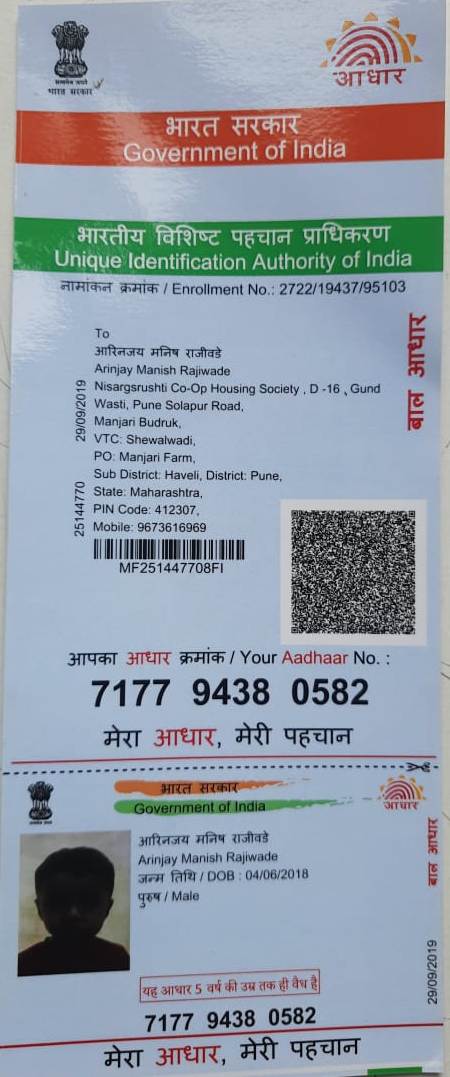 सत्यमेव जयते
भारत सरकार
आधार
भारत सरकार
Government of India
भारतीय विशिष्ट पहचान प्राधिकरण
Unique Identification Authority of India
नामांकन क्रमांक / Enrollment No.: 2722/19437/95103
To
आरिनजय मनिष राजीवडे
Arinjay Manish Rajiwade
Nisargsrushti Co-Op Housing Society , D -16 , Gund
Wasti, Pune Solapur Road,
Manjari Budruk,
VTC: Shewalwadi,
PO: Manjari Farm,
Sub District: Haveli, District: Pune,
State: Maharashtra,
PIN Code: 412307,
Mobile: 9673616969
29/09/2019
25144770
बाल आधार
MF251447708FI
आपका आधार क्रमांक / Your Aadhaar No. :
7177 9438 0582
मेरा आधार, मेरी पहचान
भारत सरकार
Government of India
आधार
आरिनजय मनिष राजीवडे
Arinjay Manish Rajiwade
जन्म तिथि / DOB : 04/06/2018
पुरुष / Male
बाल आधार
29/09/2019
यह आधार 5 वर्ष की उम्र तक ही वैध है
7177 9438 0582
मेरा आधार, मेरी पहचान